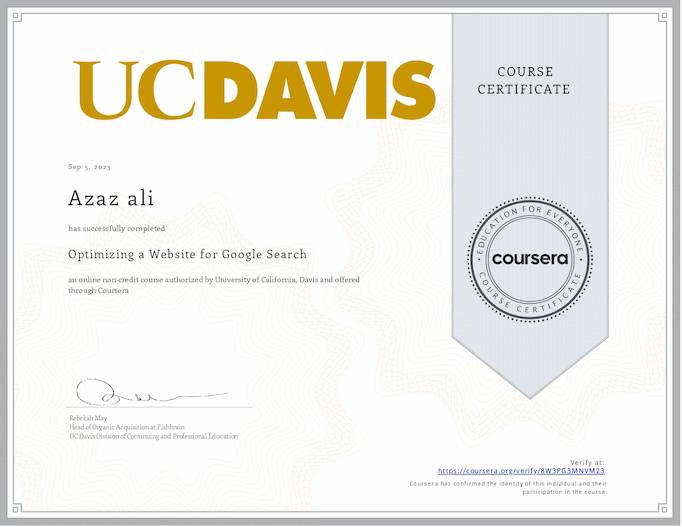 UCDAVIS
COURSE
CERTIFICATE
Sep 5, 2023
Azaz ali
has successfully completed
Optimizing a Website for Google Search
an online non-credit course authorized by University of California, Davis and offered
through Coursera
EDUCATION FOR EVERYONE
coursera
COURSE CERTIFICATE
Rebekah May
Head of Organic Acquisition at Fishbrain
UC Davis Division of Continuing and Professional Education
Verify at:
https://coursera.org/verify/8W3PG3MNVM23
Coursera has confirmed the identity of this individual and their
participation in the course.